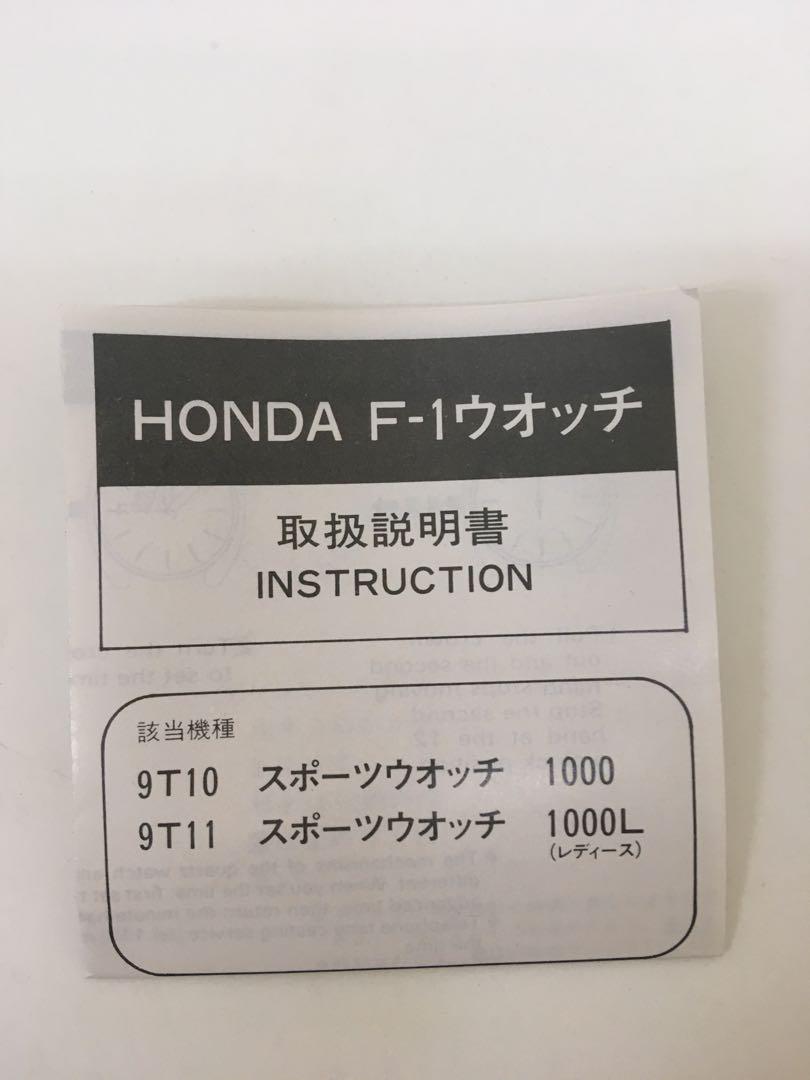 HONDA F-1ウオッチ
取扱説明書
INSTRUCTION
該当機種
9T10 スポーツウオッチ 1000
9T11 スポーツウオッチ 1000L
(レディース)